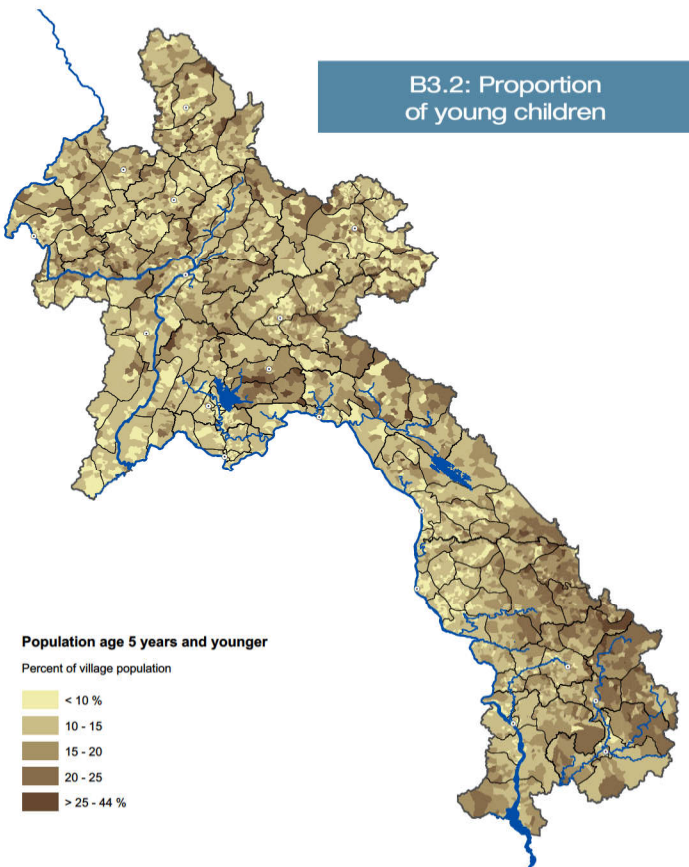 B3.2: Proportion
of young children
Population age 5 years and younger
Percent of village population
< 10 %
10 - 15
15 - 20
20 - 25
> 25 - 44 %